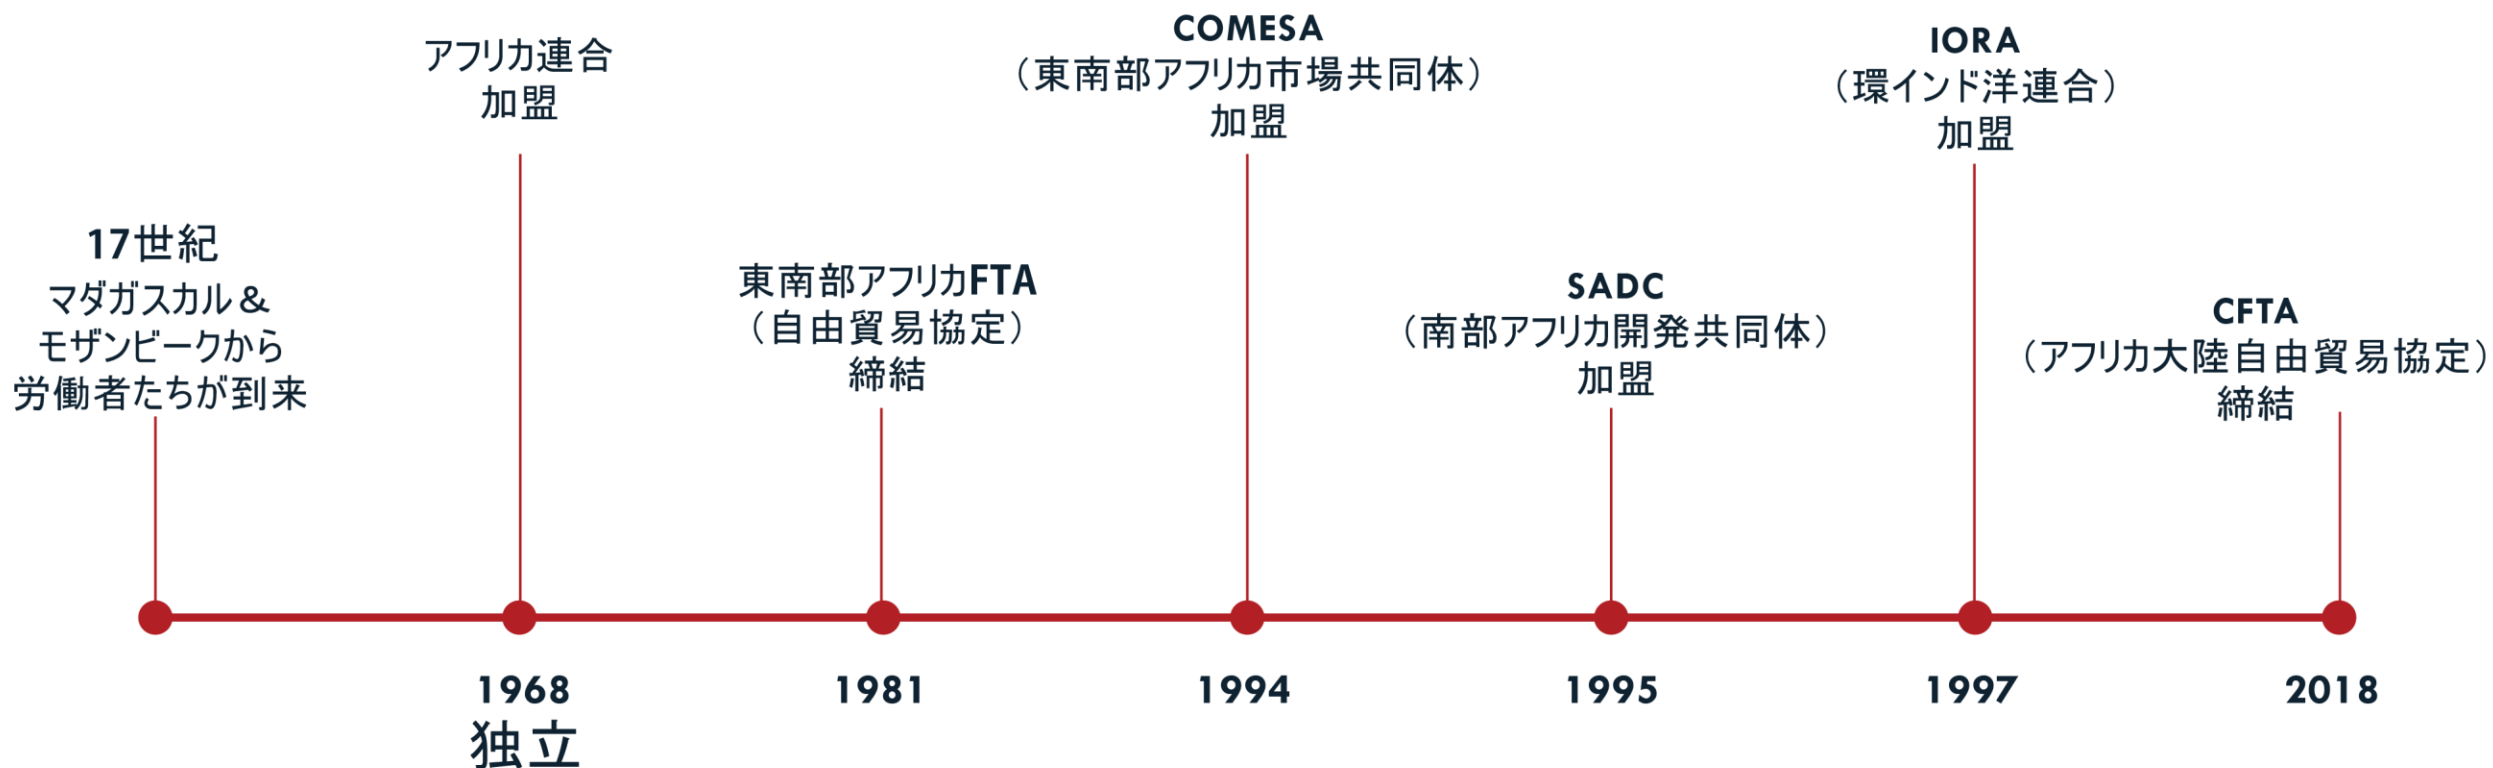 17世紀
マダガスカル&
モザンビークから
労働者たちが到来
アフリカ連合
加盟
1968
独立
東南部アフリカFTA
（自由貿易協定）
締結
1981
COMESA
（東南部アフリカ市場共同体）
加盟
1994
SADC
（南部アフリカ開発共同体）
加盟
1995
IORA
（環インド洋連合）
加盟
1997
CFTA
（アフリカ大陸自由貿易協定）
締結
2018